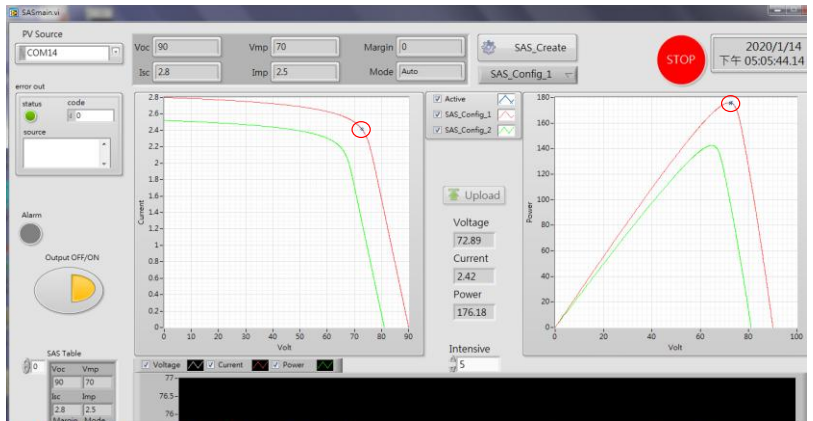 SASmain.vi
PV Source
COM14
Voc 90 Vmp 70 Margin 0
Isc 2.8 Imp 2.5 Mode Auto
SAS_Create
SAS_Config_1
STOP
2020/1/14
下午 05:05:44.14
error out
status code
0
source
Alarm
Output OFF/ON
SAS Table
0
Voc Vmp
90 70
Isc Imp
2.8 2.5
Margin Mode
Current
2.8
2.6
2.4
2.2
2
1.8
1.6
1.4
1.2
1
0.8
0.6
0.4
0.2
0
0 10 20 30 40 50 60 70 80 90
Volt
Active
SAS_Config_1
SAS_Config_2
Upload
Voltage
72.89
Current
2.42
Power
176.18
Intensive
5
Power
180
160
140
120
100
80
60
40
20
0
0 20 40 60 80 100
Volt
Voltage Current Power
77
76.5
76